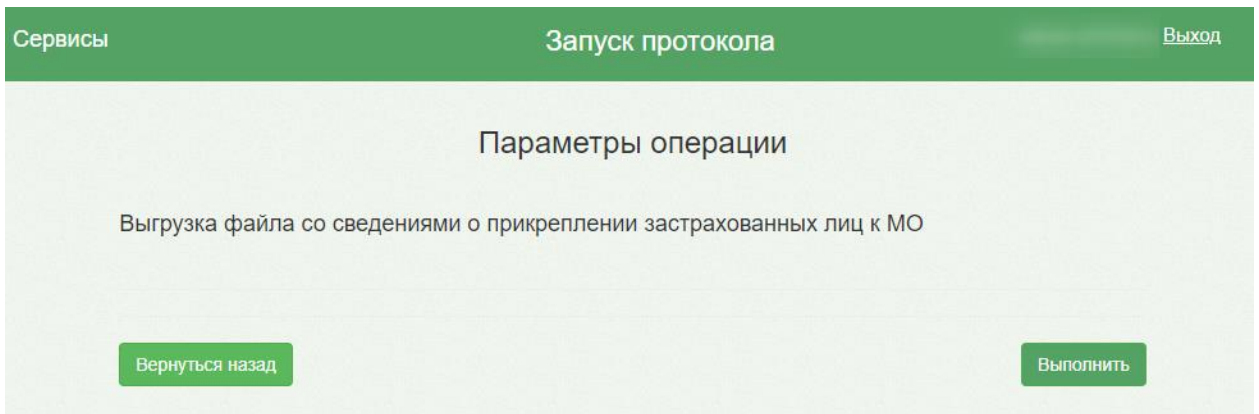 Сервисы
Запуск протокола
Выход
Параметры операции
Выгрузка файла со сведениями о прикреплении застрахованных лиц к МО
Вернуться назад
Выполнить